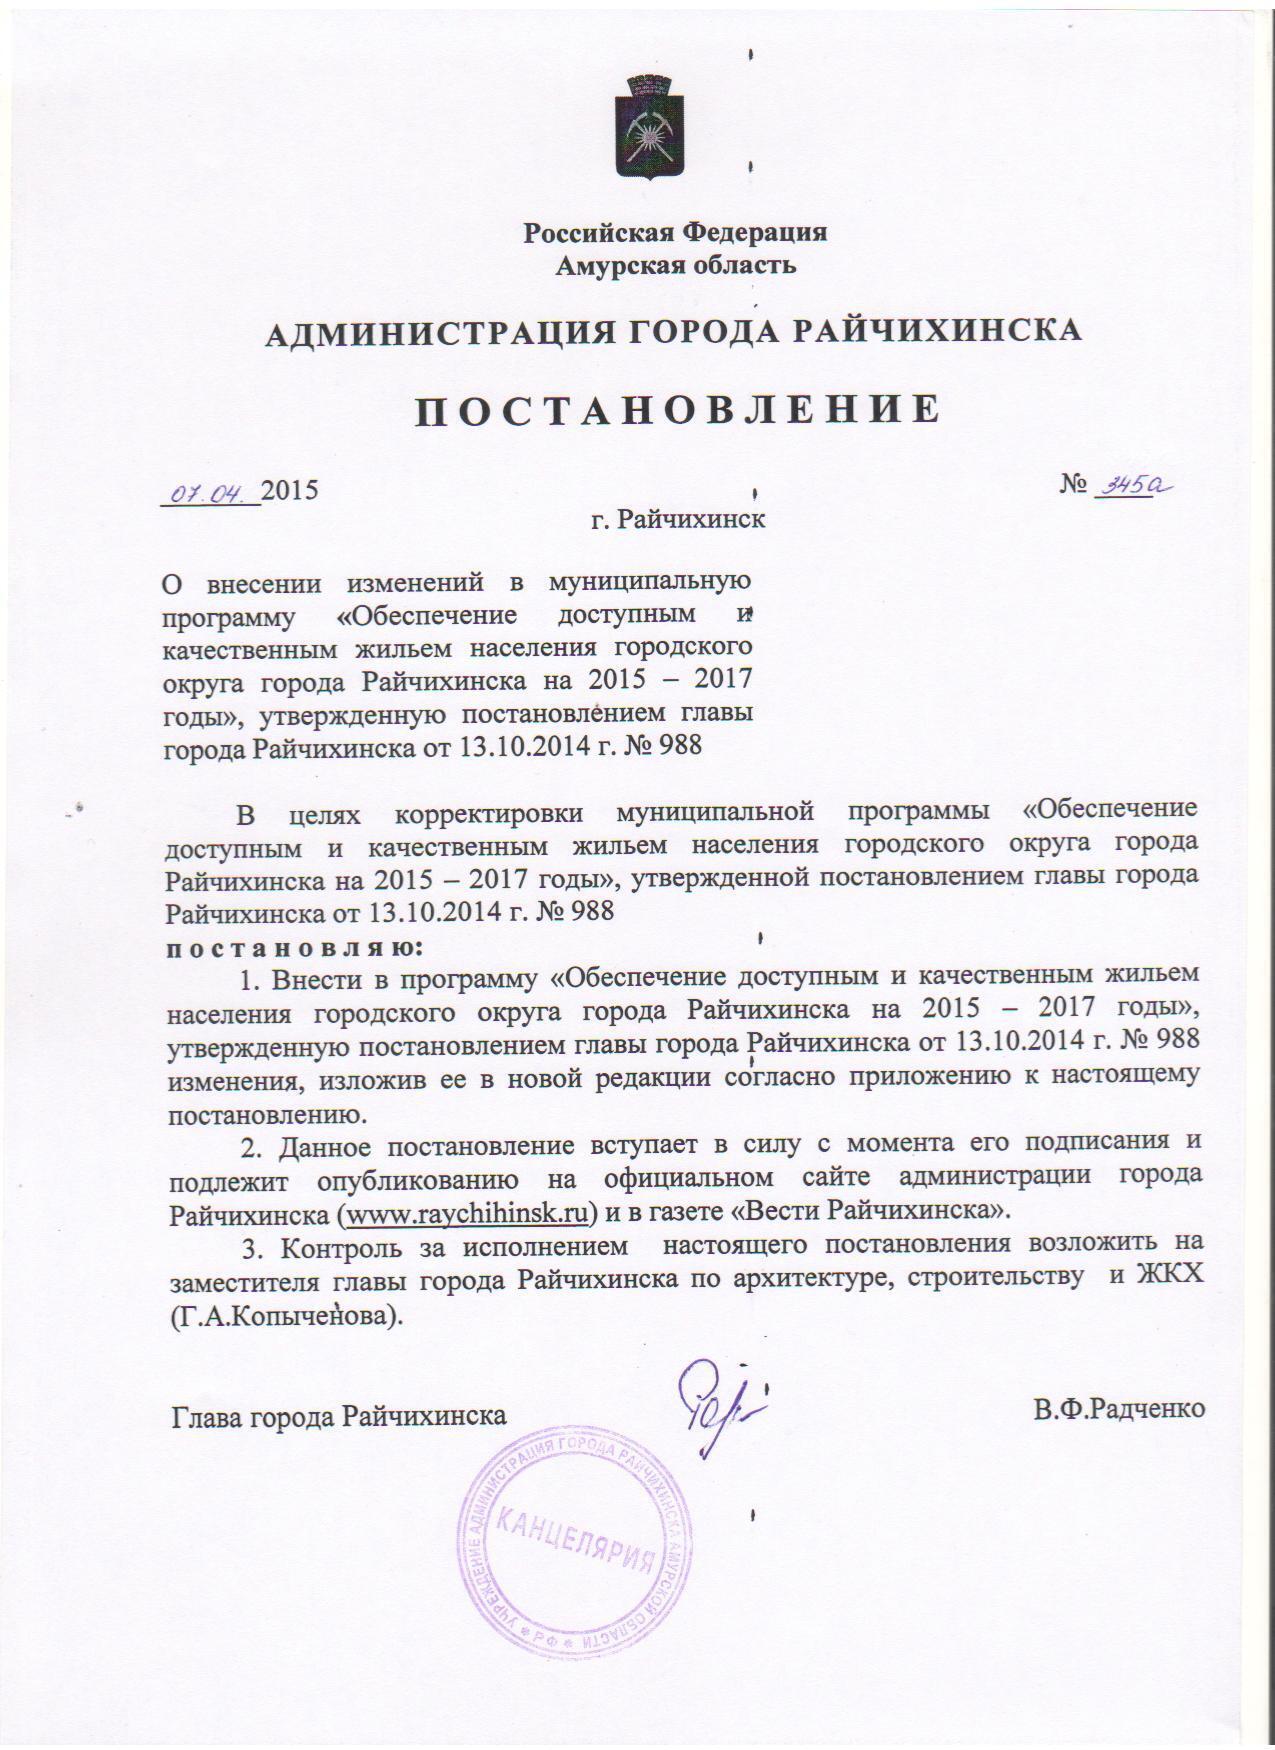 Российская Федерация
Амурская область
АДМИНИСТРАЦИЯ ГОРОДА РАЙЧИХИНСКА
П О С Т А Н О В Л Е Н И Е
07.04.2015 № 345а
г. Райчихинск
О внесении изменений в муниципальную
программу «Обеспечение доступным и
качественным жильем населения городского
округа города Райчихинска на 2015 – 2017
годы», утвержденную постановлением главы
города Райчихинска от 13.10.2014 г. № 988
В целях корректировки муниципальной программы «Обеспечение
доступным и качественным жильем населения городского округа города
Райчихинска на 2015 – 2017 годы», утвержденной постановлением главы города
Райчихинска от 13.10.2014 г. № 988
п о с т а н о в л я ю:
1. Внести в программу «Обеспечение доступным и качественным жильем
населения городского округа города Райчихинска на 2015 – 2017 годы»,
утвержденную постановлением главы города Райчихинска от 13.10.2014 г. № 988
изменения, изложив ее в новой редакции согласно приложению к настоящему
постановлению.
2. Данное постановление вступает в силу с момента его подписания и
подлежит опубликованию на официальном сайте администрации города
Райчихинска (www.raychihinsk.ru) и в газете «Вести Райчихинска».
3. Контроль за исполнением настоящего постановления возложить на
заместителя главы города Райчихинска по архитектуре, строительству и ЖКХ
(Г.А.Копыченова).
Глава города Райчихинска В.Ф.Радченко
УЧРЕЖДЕНИЕ АДМИНИСТРАЦИЯ ГОРОДА РАЙЧИХИНСКА АМУРСКОЙ ОБЛАСТИ * РФ *
КАНЦЕЛЯРИЯ